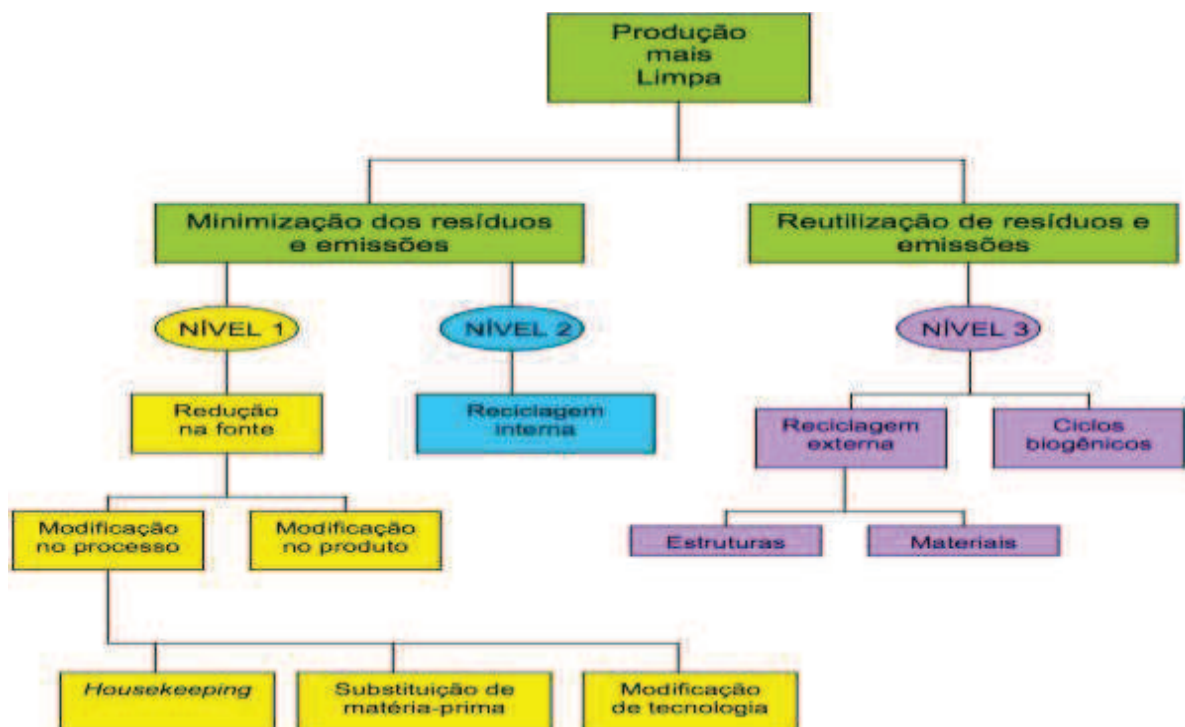 Produção
mais
Limpa
Minimização dos resíduos
e emissões
Reutilização de resíduos e
emissões
NÍVEL 1
NÍVEL 2
NÍVEL 3
Redução
na fonte
Reciclagem
interna
Reciclagem
externa
Ciclos
biogênicos
Modificação
no processo
Modificação
no produto
Estruturas
Materiais
Housekeeping
Substituição de
matéria-prima
Modificação
de tecnologia